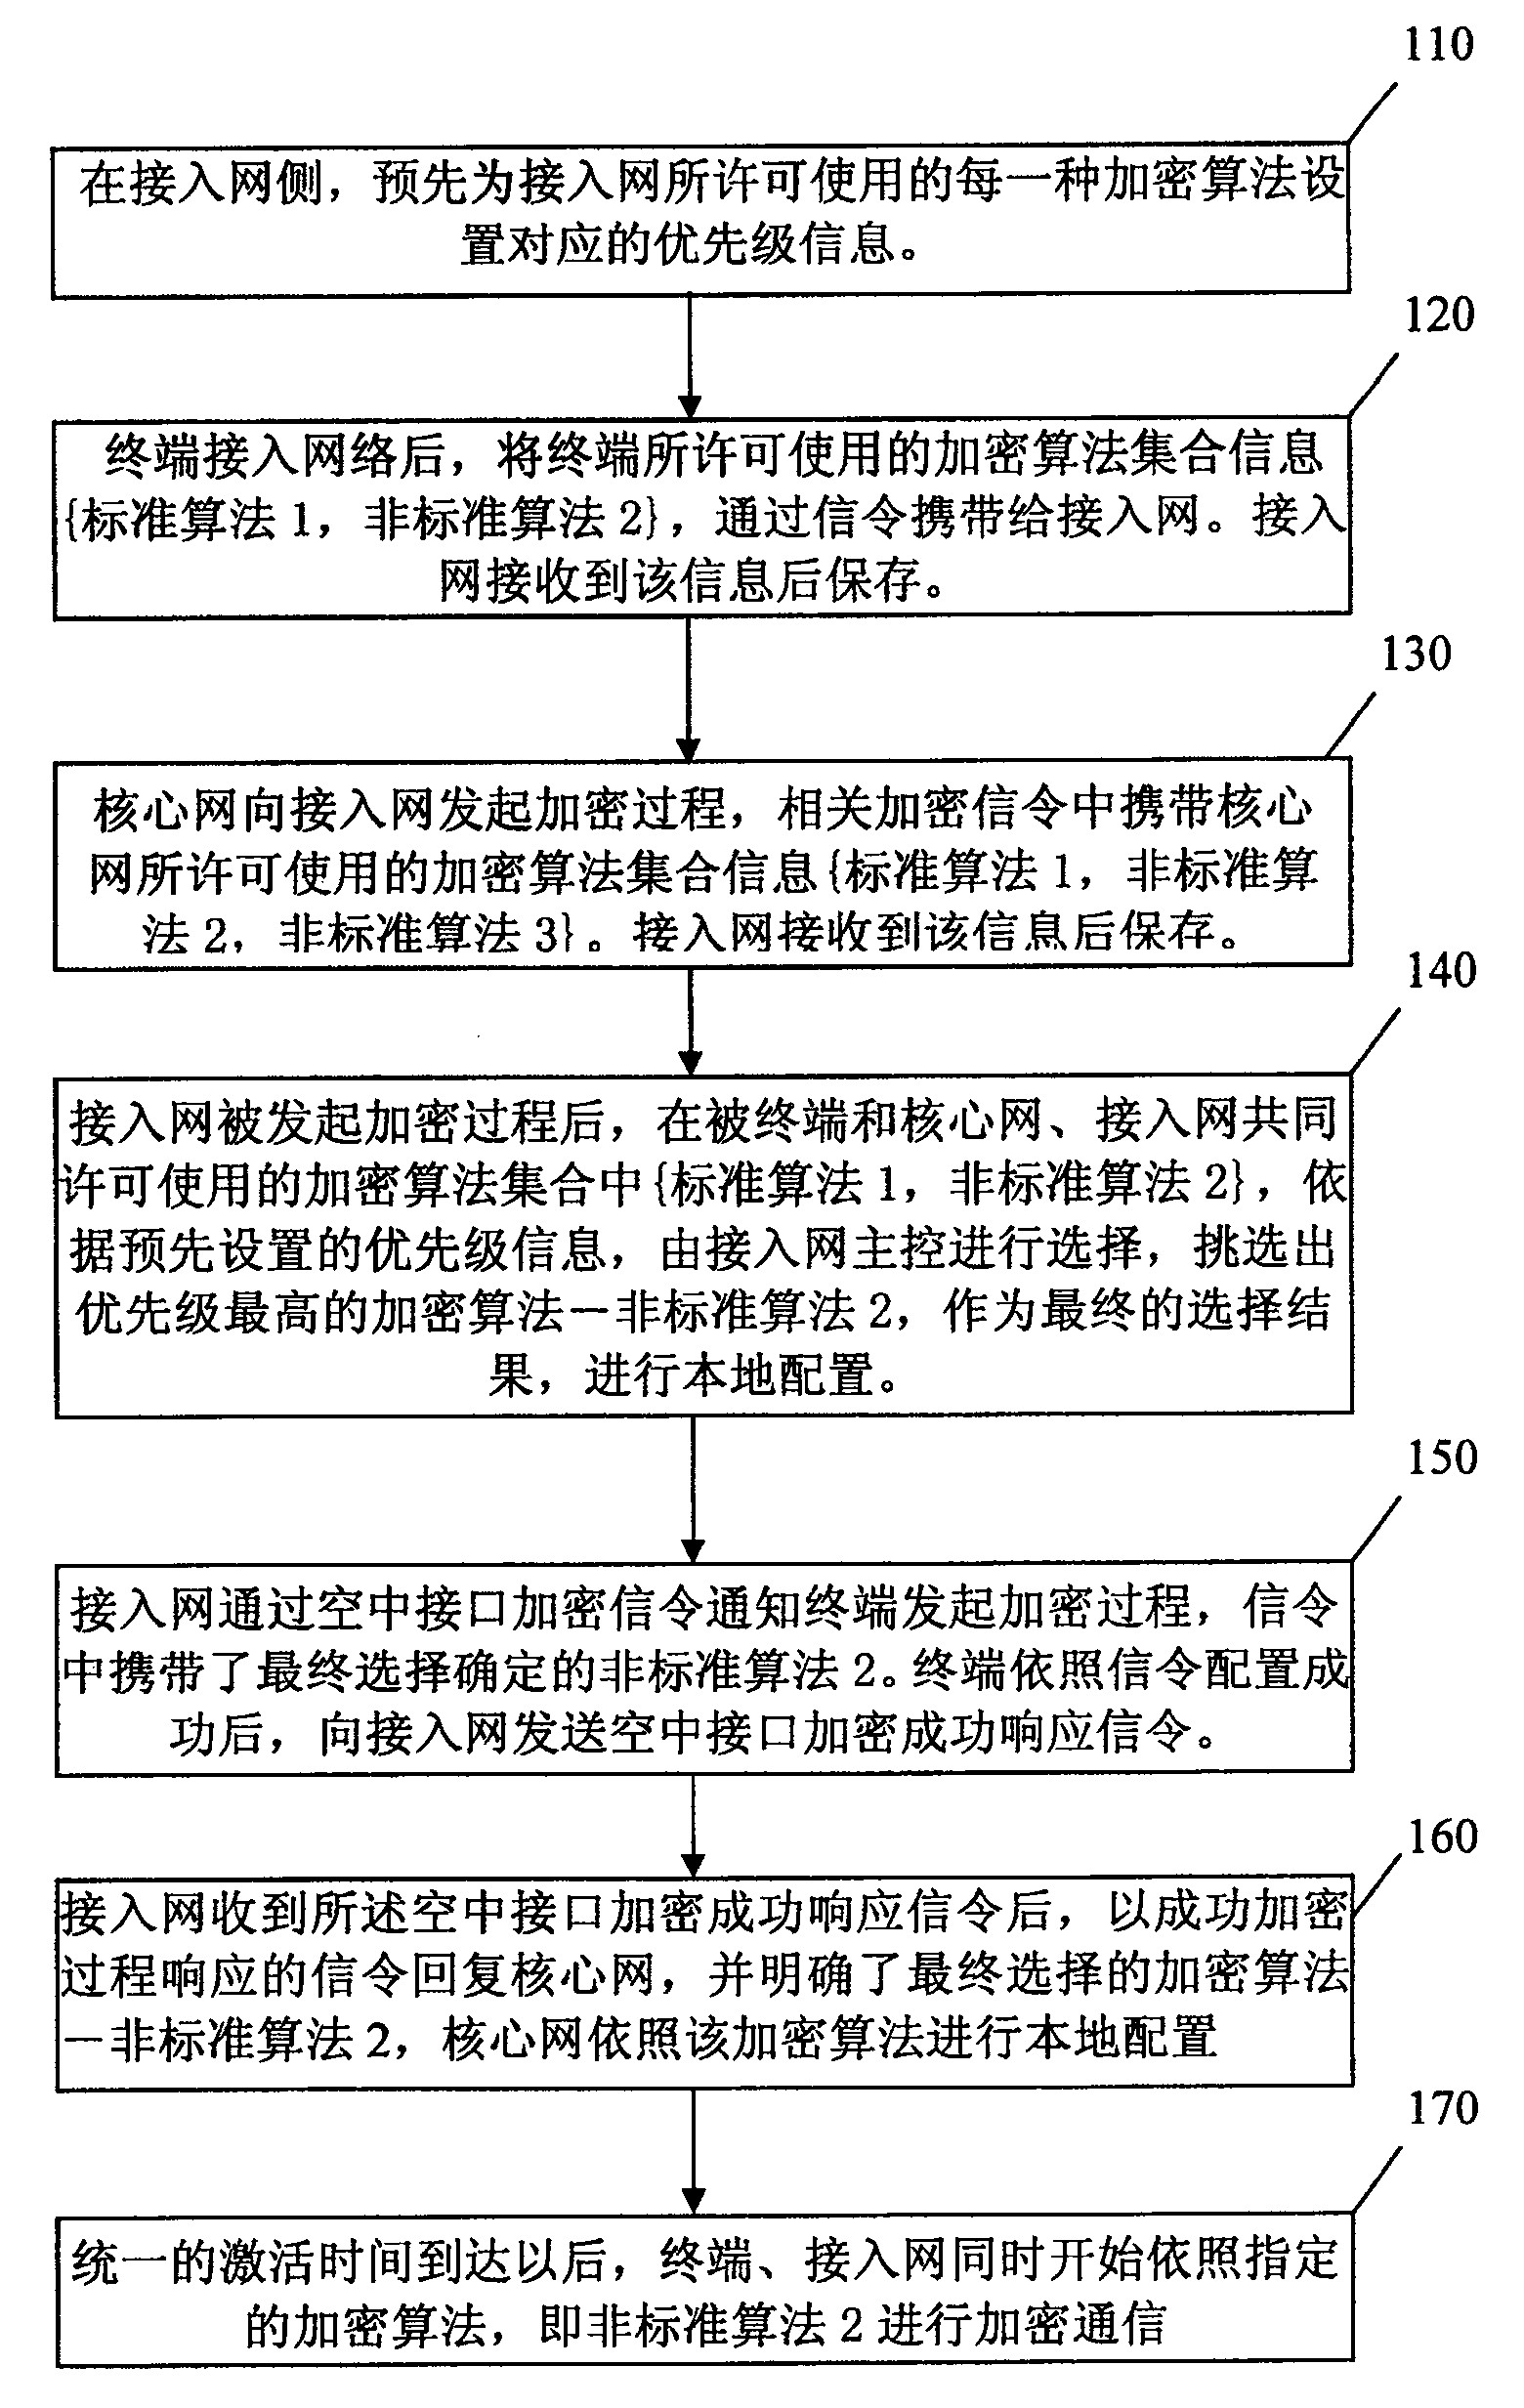 110
在接入网侧，预先为接入网所许可使用的每一种加密算法设
置对应的优先级信息。
120
终端接入网络后，将终端所许可使用的加密算法集合信息
{标准算法1，非标准算法2}，通过信令携带给接入网。接入
网接收到该信息后保存。
130
核心网向接入网发起加密过程，相关加密信令中携带核心
网所许可使用的加密算法集合信息{标准算法1，非标准算
法2，非标准算法3}。接入网接收到该信息后保存。
140
接入网被发起加密过程后，在被终端和核心网、接入网共同
许可使用的加密算法集合中{标准算法1，非标准算法2}，依
据预先设置的优先级信息，由接入网主控进行选择，挑选出
优先级最高的加密算法－非标准算法2，作为最终的选择结
果，进行本地配置。
150
接入网通过空中接口加密信令通知终端发起加密过程，信令
中携带了最终选择确定的非标准算法2。终端依照信令配置成
功后，向接入网发送空中接口加密成功响应信令。
160
接入网收到所述空中接口加密成功响应信令后，以成功加密
过程响应的信令回复核心网，并明确了最终选择的加密算法
－非标准算法2，核心网依照该加密算法进行本地配置
170
统一的激活时间到达以后，终端、接入网同时开始依照指定
的加密算法，即非标准算法2进行加密通信